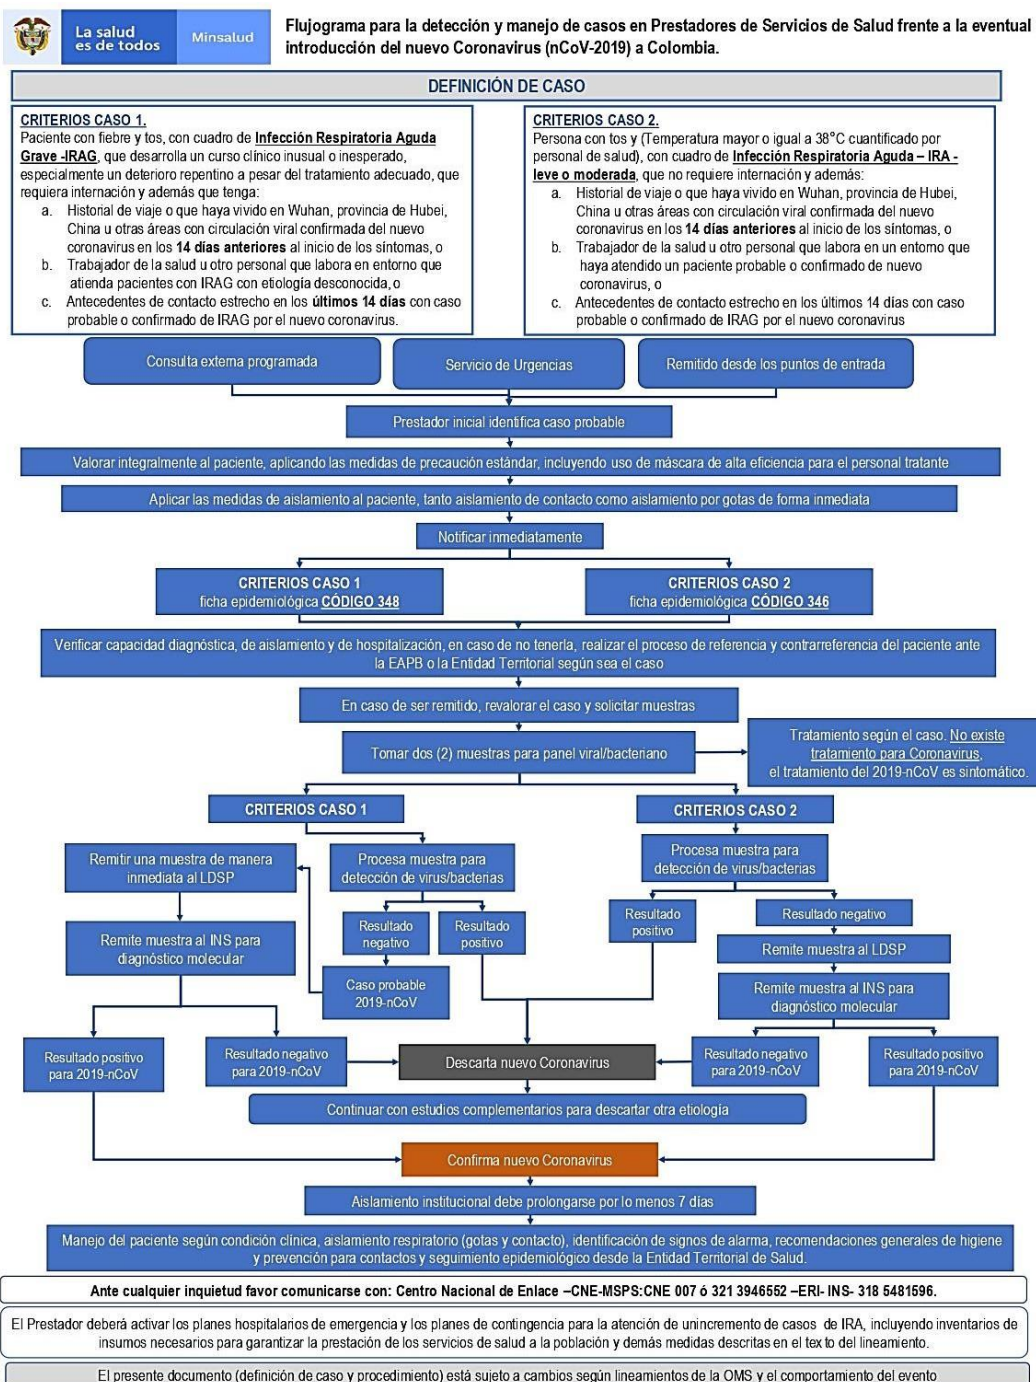 La salud
es de todos
Minsalud
Flujograma para la detección y manejo de casos en Prestadores de Servicios de Salud frente a la eventual
introducción del nuevo Coronavirus (nCoV-2019) a Colombia.
DEFINICIÓN DE CASO
CRITERIOS CASO 1.
Paciente con fiebre y tos, con cuadro de Infección Respiratoria Aguda
Grave -IRAG, que desarrolla un curso clínico inusual o inesperado,
especialmente un deterioro repentino a pesar del tratamiento adecuado, que
requiera internación y además que tenga:
a. Historial de viaje o que haya vivido en Wuhan, provincia de Hubei,
China u otras áreas con circulación viral confirmada del nuevo
coronavirus en los 14 días anteriores al inicio de los síntomas, o
b. Trabajador de la salud u otro personal que labora en entorno que
atienda pacientes con IRAG con etiología desconocida, o
c. Antecedentes de contacto estrecho en los últimos 14 días con caso
probable o confirmado de IRAG por el nuevo coronavirus.
CRITERIOS CASO 2.
Persona con tos y (Temperatura mayor o igual a 38°C cuantificado por
personal de salud), con cuadro de Infección Respiratoria Aguda – IRA -
leve o moderada, que no requiere internación y además:
a. Historial de viaje o que haya vivido en Wuhan, provincia de Hubei,
China u otras áreas con circulación viral confirmada del nuevo
coronavirus en los 14 días anteriores al inicio de los síntomas, o
b. Trabajador de la salud u otro personal que labora en un entorno que
haya atendido un paciente probable o confirmado de nuevo
coronavirus, o
c. Antecedentes de contacto estrecho en los últimos 14 días con caso
probable o confirmado de IRAG por el nuevo coronavirus
Consulta externa programada
Servicio de Urgencias
Remitido desde los puntos de entrada
Prestador inicial identifica caso probable
Valorar integralmente al paciente, aplicando las medidas de precaución estándar, incluyendo uso de máscara de alta eficiencia para el personal tratante
Aplicar las medidas de aislamiento al paciente, tanto aislamiento de contacto como aislamiento por gotas de forma inmediata
Notificar inmediatamente
CRITERIOS CASO 1
ficha epidemiológica CÓDIGO 348
CRITERIOS CASO 2
ficha epidemiológica CÓDIGO 346
Verificar capacidad diagnóstica, de aislamiento y de hospitalización, en caso de no tenerla, realizar el proceso de referencia y contrarreferencia del paciente ante
la EAPB o la Entidad Territorial según sea el caso
En caso de ser remitido, revalorar el caso y solicitar muestras
Tomar dos (2) muestras para panel viral/bacteriano
Tratamiento según el caso. No existe
tratamiento para Coronavirus,
el tratamiento del 2019-nCoV es sintomático.
CRITERIOS CASO 1
CRITERIOS CASO 2
Remitir una muestra de manera
inmediata al LDSP
Procesa muestra para
detección de virus/bacterias
Procesa muestra para
detección de virus/bacterias
Resultado
negativo
Resultado
positivo
Resultado
positivo
Resultado negativo
Remite muestra al INS para
diagnóstico molecular
Remite muestra al LDSP
Caso probable
2019-nCoV
Remite muestra al INS para
diagnóstico molecular
Resultado positivo
para 2019-nCoV
Resultado negativo
para 2019-nCoV
Descarta nuevo Coronavirus
Resultado negativo
para 2019-nCoV
Resultado positivo
para 2019-nCoV
Continuar con estudios complementarios para descartar otra etiología
Confirma nuevo Coronavirus
Aislamiento institucional debe prolongarse por lo menos 7 días
Manejo del paciente según condición clínica, aislamiento respiratorio (gotas y contacto), identificación de signos de alarma, recomendaciones generales de higiene
y prevención para contactos y seguimiento epidemiológico desde la Entidad Territorial de Salud.
Ante cualquier inquietud favor comunicarse con: Centro Nacional de Enlace –CNE-MSPS:CNE 007 ó 321 3946552 –ERI- INS- 318 5481596.
El Prestador deberá activar los planes hospitalarios de emergencia y los planes de contingencia para la atención de unincremento de casos de IRA, incluyendo inventarios de
insumos necesarios para garantizar la prestación de los servicios de salud a la población y demás medidas descritas en el texto del lineamiento.
El presente documento (definición de caso y procedimiento) está sujeto a cambios según lineamientos de la OMS y el comportamiento del evento